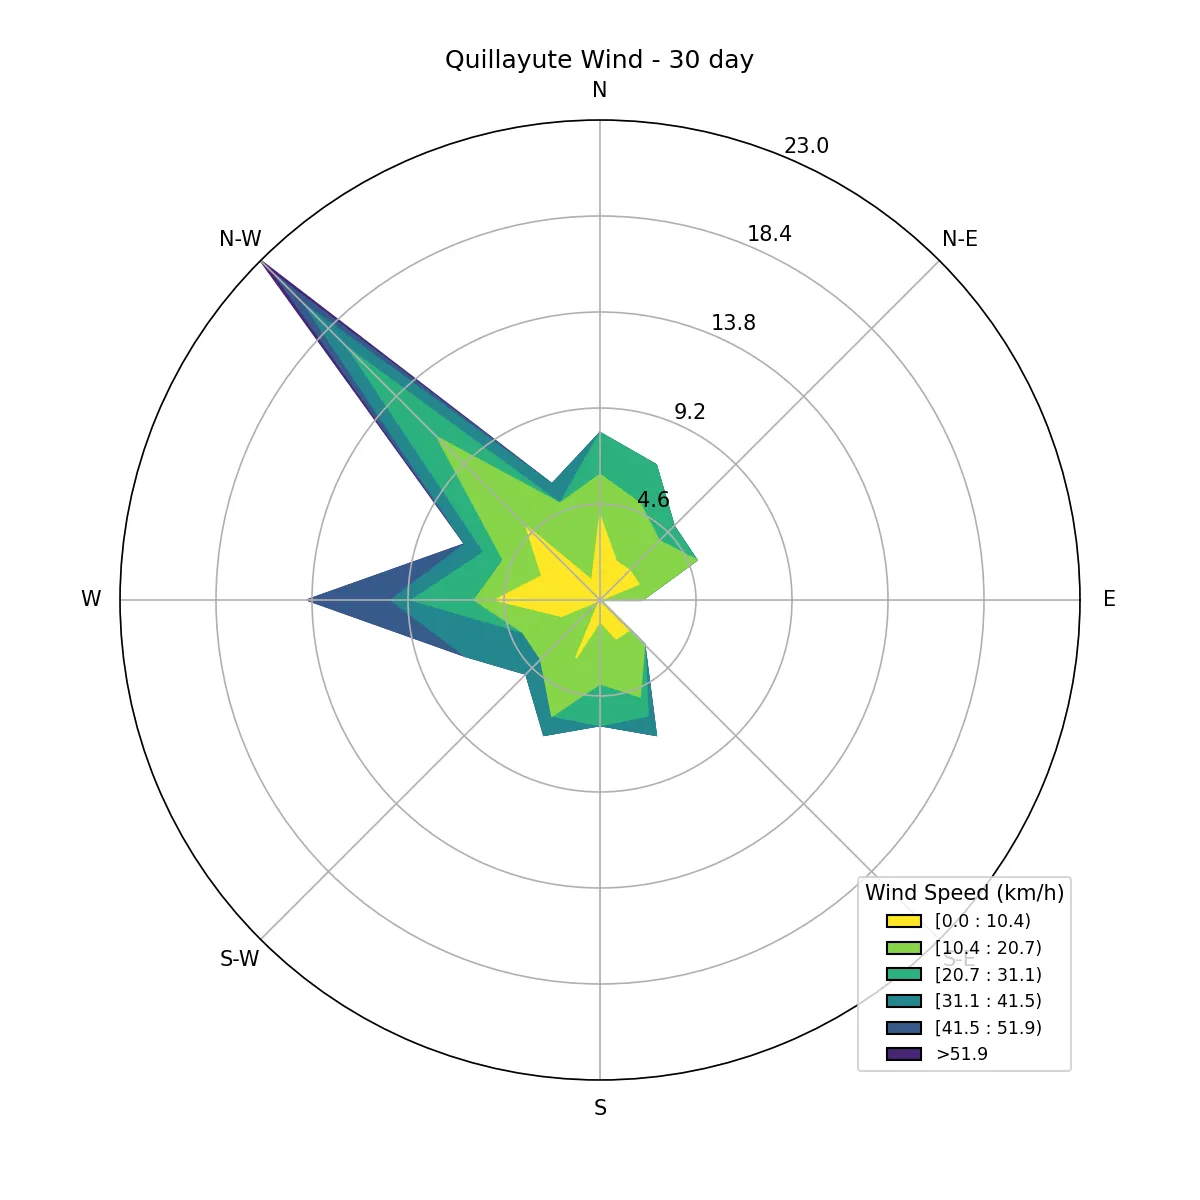 Quillayute Wind - 30 day
N
23.0
N-W
18.4
N-E
13.8
9.2
4.6
W
E
S-W
S-E
S
Wind Speed (km/h)
[0.0 : 10.4)
[10.4 : 20.7)
[20.7 : 31.1)
[31.1 : 41.5)
[41.5 : 51.9)
>51.9